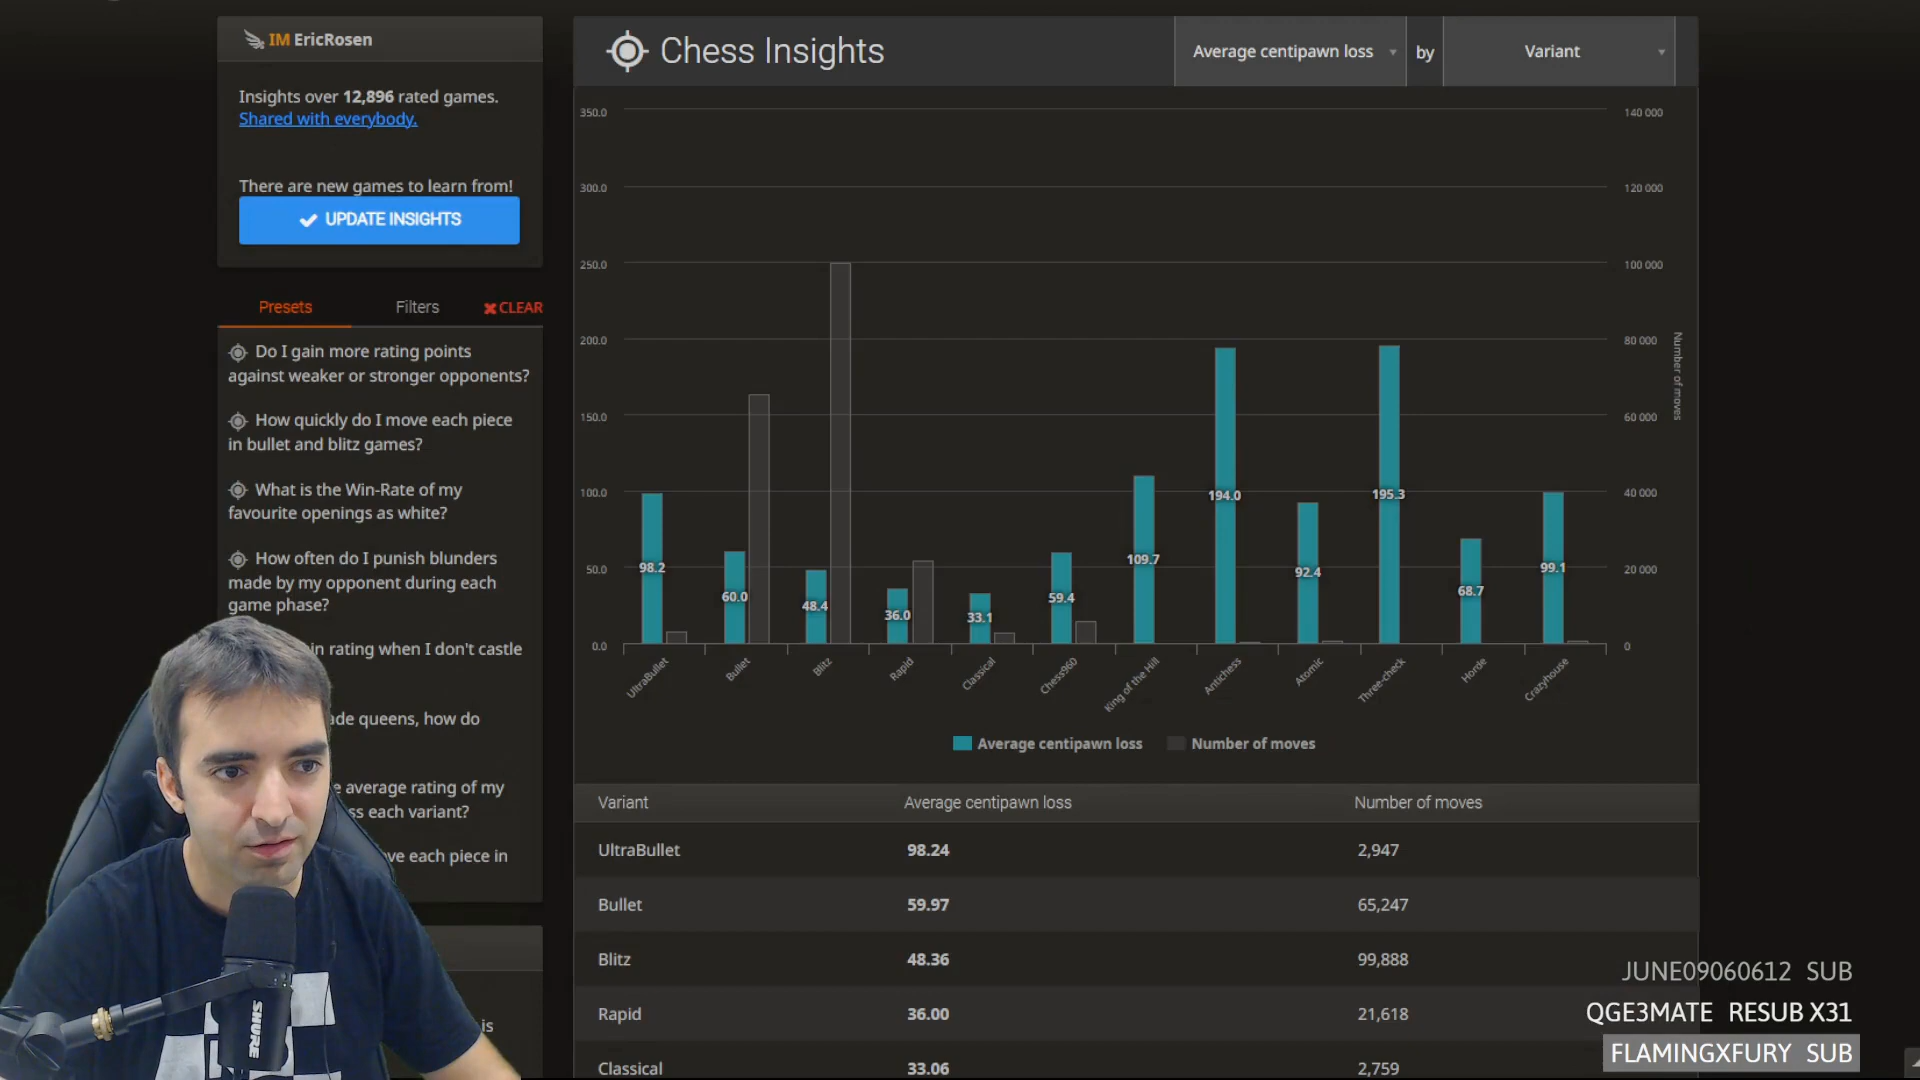 IM EricRosen
Insights over 12,896 rated games.
Shared with everybody.
There are new games to learn from!
UPDATE INSIGHTS
Presets
Filters
CLEAR
Do I gain more rating points
against weaker or stronger opponents?
How quickly do I move each piece
in bullet and blitz games?
What is the Win-Rate of my
favourite openings as white?
How often do I punish blunders
made by my opponent during each
game phase?
in rating when I don't castle
ade queens, how do
average rating of my
ss each variant?
ve each piece in
is
SHURE
Chess Insights
Average centipawn loss
by
Variant
350.0
300.0
250.0
200.0
150.0
100.0
50.0
0.0
140 000
120 000
100 000
80 000
60 000
40 000
20 000
0
Number of moves
98.2
60.0
48.4
36.0
33.1
59.4
109.7
194.0
92.4
195.3
68.7
99.1
UltraBullet
Bullet
Blitz
Rapid
Classical
Chess960
King of the Hill
Antichess
Atomic
Three-check
Horde
Crazyhouse
Average centipawn loss
Number of moves
Variant Average centipawn loss Number of moves
UltraBullet 98.24 2,947
Bullet 59.97 65,247
Blitz 48.36 99,888
Rapid 36.00 21,618
Classical 33.06 2,759
JUNE09060612 SUB
QGE3MATE RESUB X31
FLAMINGXFURY SUB